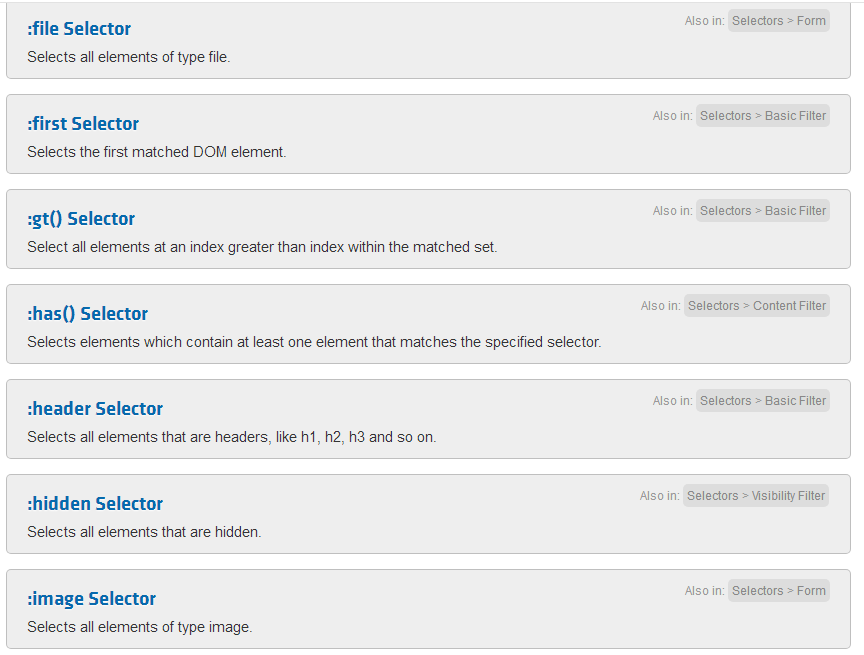 :file Selector
Also in: Selectors > Form
Selects all elements of type file.
:first Selector
Also in: Selectors > Basic Filter
Selects the first matched DOM element.
:gt() Selector
Also in: Selectors > Basic Filter
Select all elements at an index greater than index within the matched set.
:has() Selector
Also in: Selectors > Content Filter
Selects elements which contain at least one element that matches the specified selector.
:header Selector
Also in: Selectors > Basic Filter
Selects all elements that are headers, like h1, h2, h3 and so on.
:hidden Selector
Also in: Selectors > Visibility Filter
Selects all elements that are hidden.
:image Selector
Also in: Selectors > Form
Selects all elements of type image.